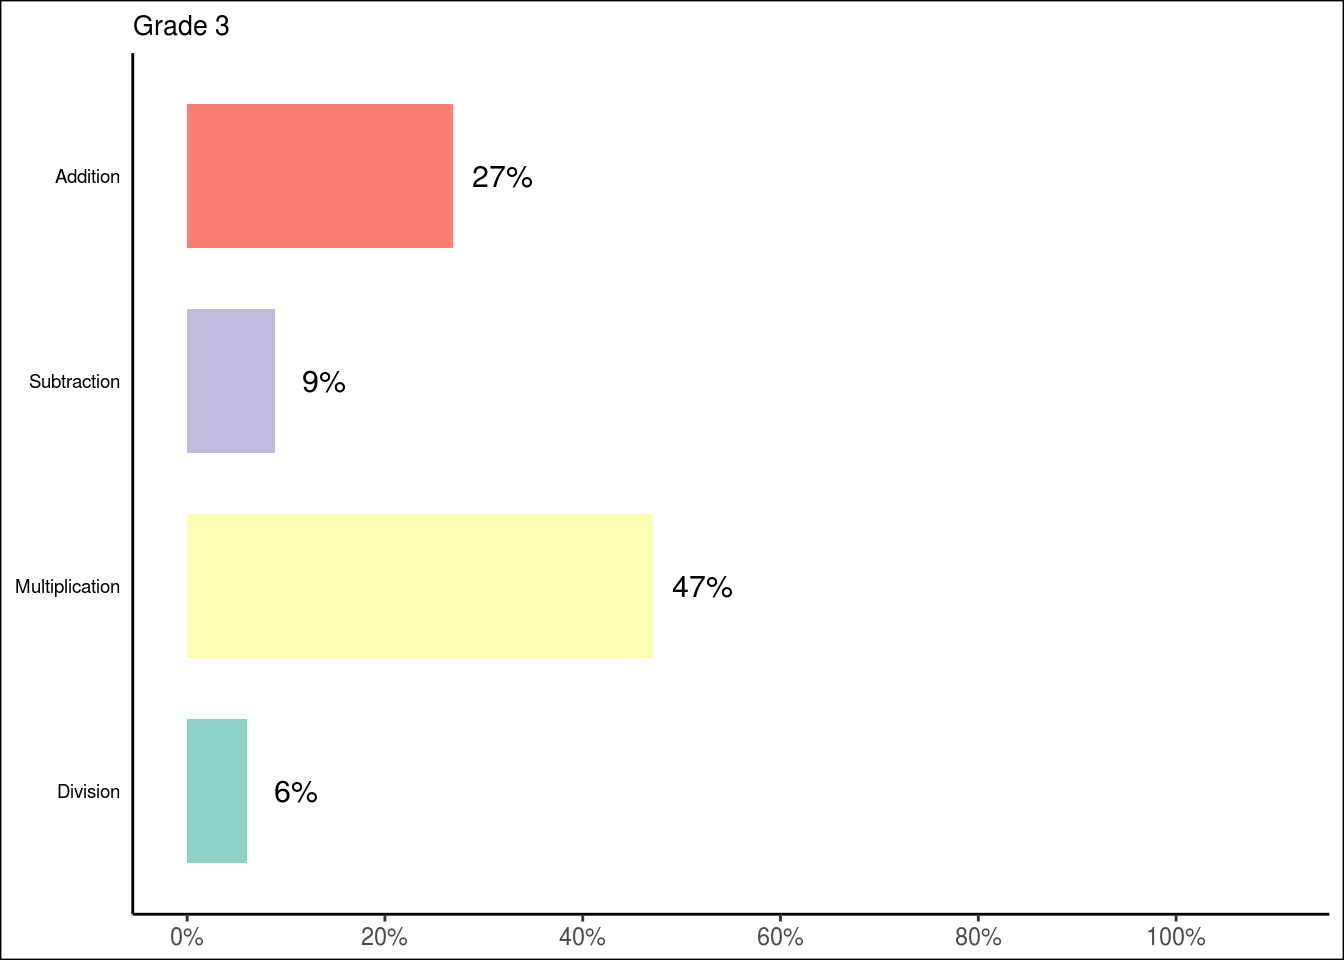 Grade 3
Addition
27%
Subtraction
9%
Multiplication
47%
Division
6%
0% 20% 40% 60% 80% 100%